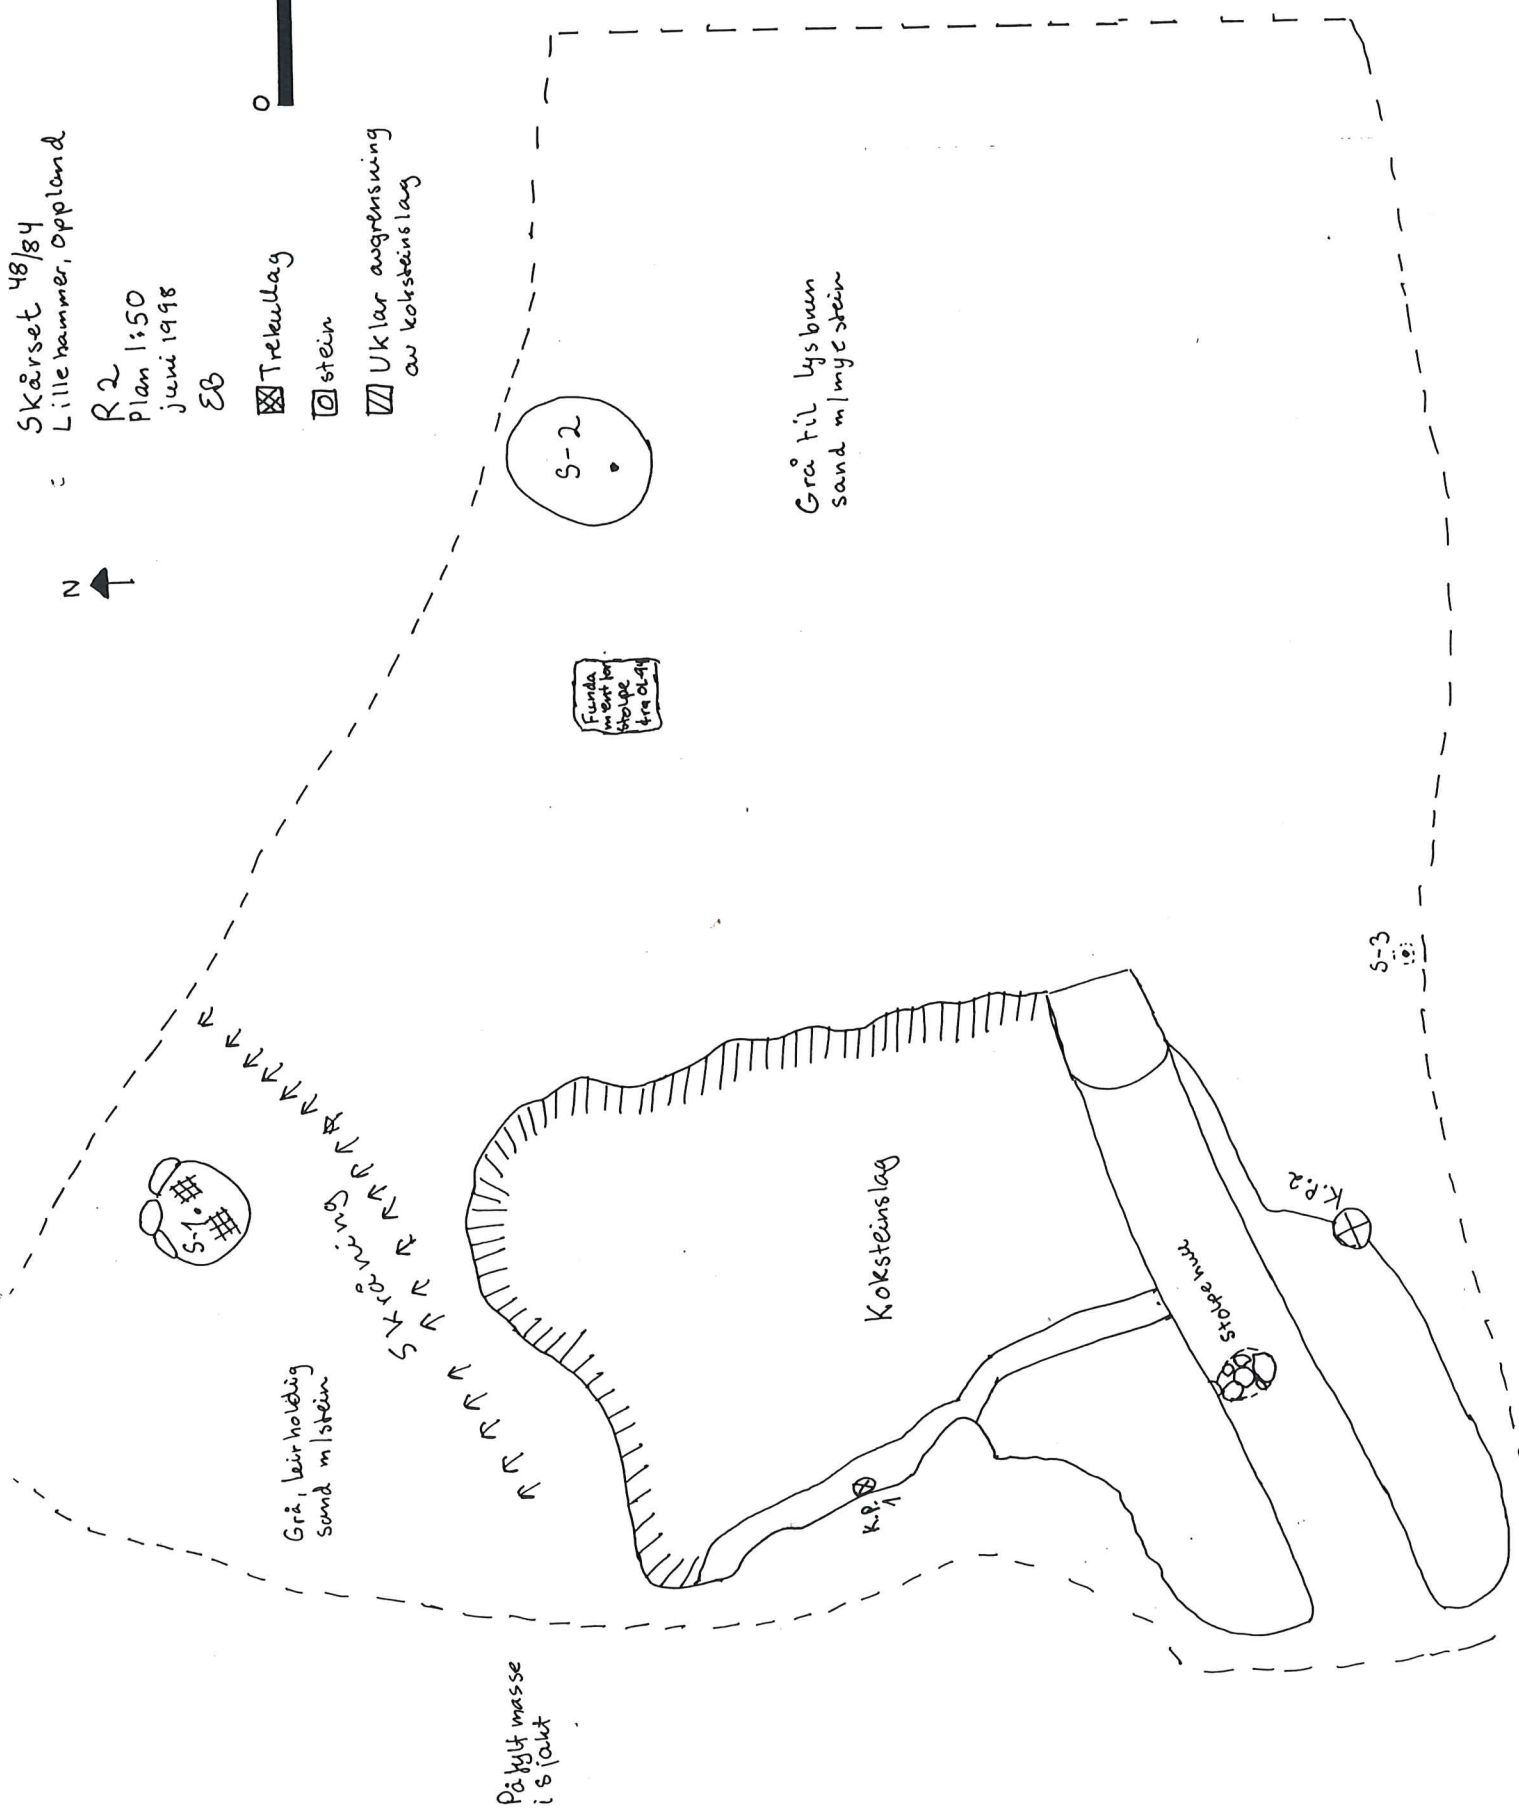 Skårset 48/84
Lillehammer, Oppland
R2
Plan 1:50
juni 1998
EB
Trekullag
stein
Uklar avgrensning
av koksteinslag
0
N
S-2
Funda
ment for
stolpe
fra OL-94
Grå til lysbrun
sand m/mye stein
S-1
Skråning
Grå, leirholdig
sand m/stein
Koksteinslag
K.P.
1
Stolpehull
K.P.2
S-3
Påfylt masse
i sjakt